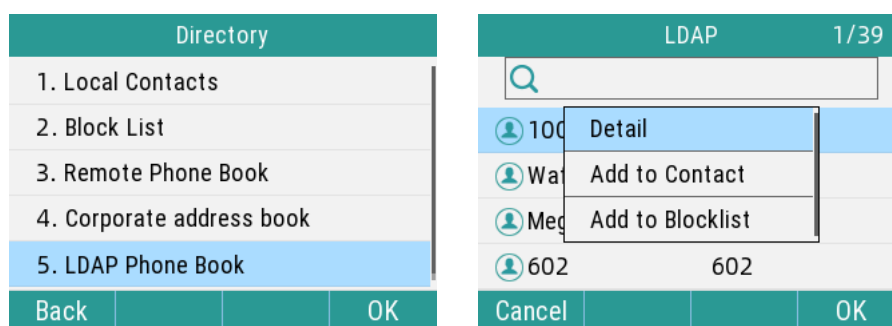 Directory
1. Local Contacts
2. Block List
3. Remote Phone Book
4. Corporate address book
5. LDAP Phone Book
Back OK
LDAP 1/39
100 Detail
Add to Contact
Add to Blocklist
602 602
Cancel OK